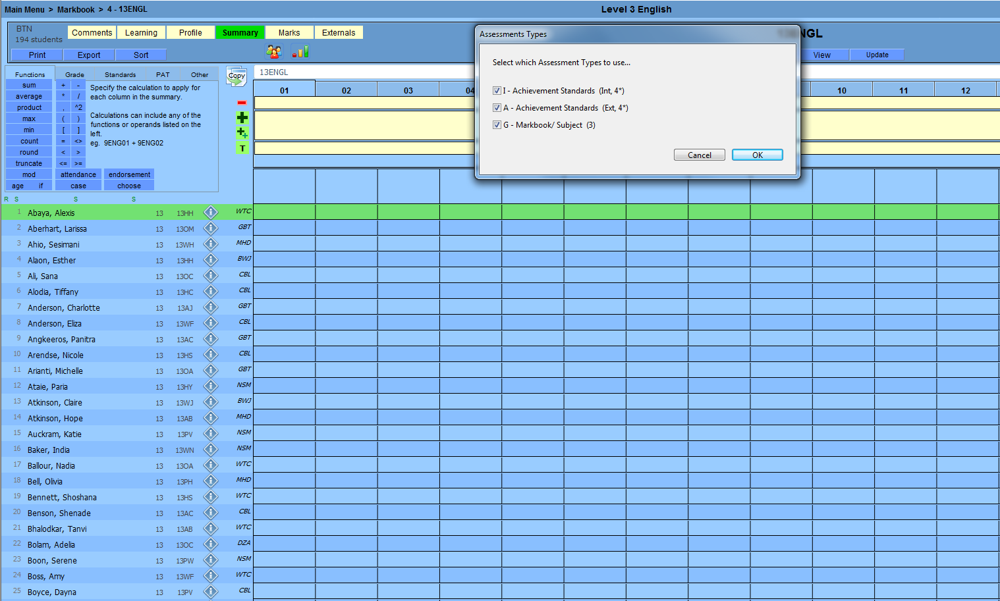 Main Menu > Markbook > 4 - 13ENGL
Level 3 English
BTN
194 students
Comments Learning Profile Summary Marks Externals
Print Export Sort
View Update
Functions Grade Standards PAT Other
sum + -
average * /
product , ^2
max ( )
min [ ]
count = <>
round < >
truncate <= >=
mod attendance endorsement
age if case choose
Specify the calculation to apply for
each column in the summary.
Calculations can include any of the
functions or operands listed on the
left.
eg. 9ENG01 + 9ENG02
Copy
T
13ENGL
01 02 03 04 10 11 12
Assessments Types
Select which Assessment Types to use...
I - Achievement Standards (Int, 4*)
A - Achievement Standards (Ext, 4*)
G - Markbook/ Subject (3)
Cancel OK
R S S S
1 Abaya, Alexis 13 13HH WTC
2 Aberhart, Larissa 13 13OM GBT
3 Ahio, Sesimani 13 13WH MHD
4 Alaon, Esther 13 13HH BWJ
5 Ali, Sana 13 13OC CBL
6 Alodia, Tiffany 13 13HC CBL
7 Anderson, Charlotte 13 13AJ GBT
8 Anderson, Eliza 13 13WF CBL
9 Angkeeros, Panitra 13 13AC GBT
10 Arendse, Nicole 13 13HS CBL
11 Arianti, Michelle 13 13OA GBT
12 Ataie, Paria 13 13HY NSM
13 Atkinson, Claire 13 13WJ BWJ
14 Atkinson, Hope 13 13AB MHD
15 Auckram, Katie 13 13PV NSM
16 Baker, India 13 13WN NSM
17 Ballour, Nadia 13 13OA WTC
18 Bell, Olivia 13 13PH MHD
19 Bennett, Shoshana 13 13HS WTC
20 Benson, Shenade 13 13AC CBL
21 Bhalodkar, Tanvi 13 13AB WTC
22 Bolam, Adelia 13 13OC DZA
23 Boon, Serene 13 13PW NSM
24 Boss, Amy 13 13WF WTC
25 Boyce, Dayna 13 13PV CBL